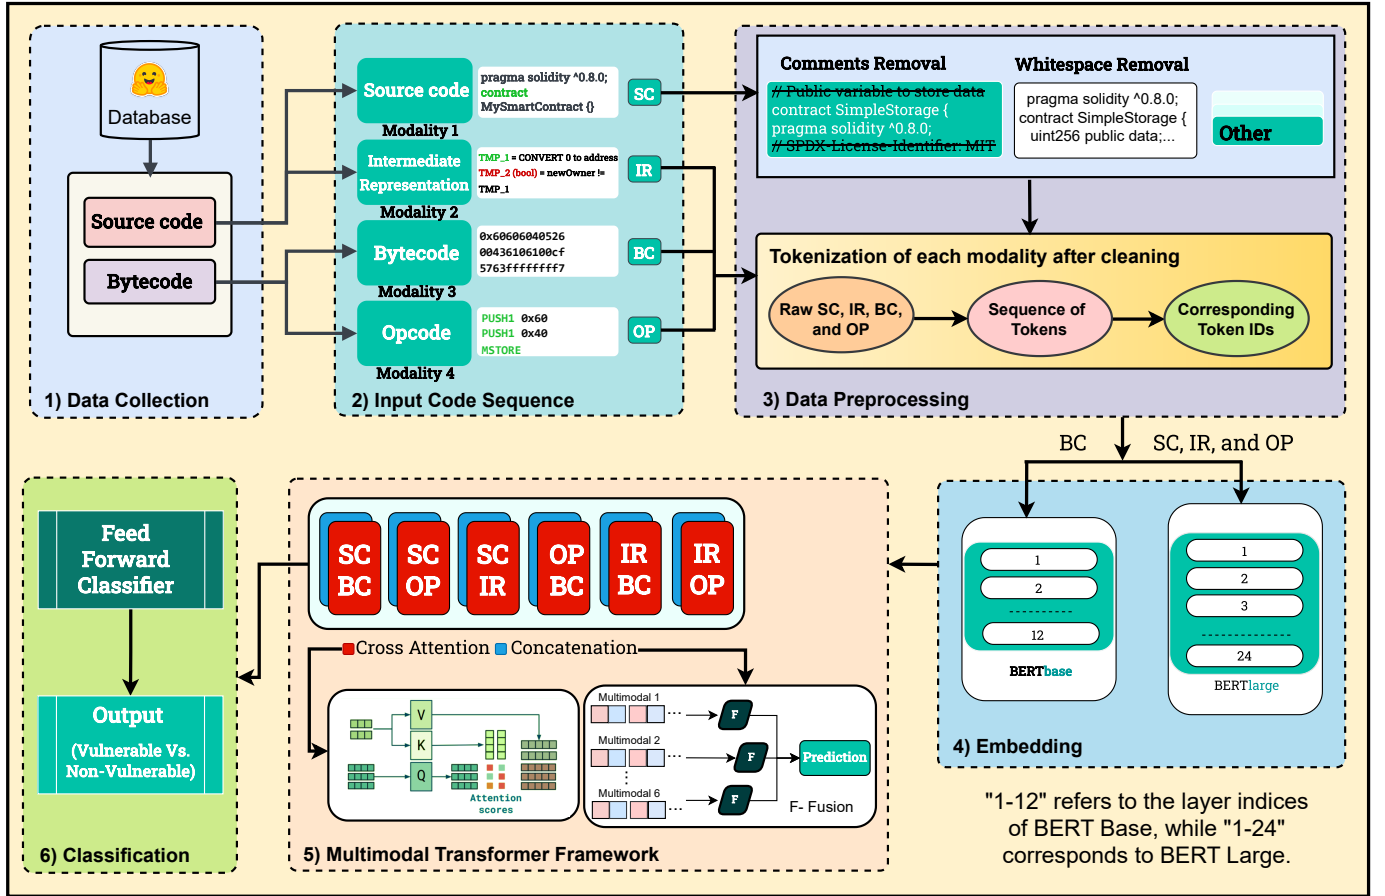 Database
Source code
Bytecode
1) Data Collection
Source code
pragma solidity ^0.8.0;
contract
MySmartContract {}
SC
Modality 1
Intermediate
Representation
TMP_1 = CONVERT 0 to address
TMP_2 (bool) = newOwner !=
TMP_1
IR
Modality 2
Bytecode
0x60606040526
00436106100cf
5763ffffffff7
BC
Modality 3
Opcode
PUSH1 0x60
PUSH1 0x40
MSTORE
OP
Modality 4
2) Input Code Sequence
Comments Removal
// Public variable to store data
contract SimpleStorage {
pragma solidity ^0.8.0;
// SPDX-License-Identifier: MIT
Whitespace Removal
pragma solidity ^0.8.0;
contract SimpleStorage {
uint256 public data;...
Other
Tokenization of each modality after cleaning
Raw SC, IR, BC,
and OP
Sequence of
Tokens
Corresponding
Token IDs
3) Data Preprocessing
BC
SC, IR, and OP
1
2
12
BERTbase
1
2
3
24
BERTlarge
4) Embedding
"1-12" refers to the layer indices
of BERT Base, while "1-24"
corresponds to BERT Large.
SC
BC
SC
OP
SC
IR
OP
BC
IR
BC
IR
OP
Cross Attention
Concatenation
V
K
Q
Attention
scores
Multimodal 1
...
F
Multimodal 2
...
F
Multimodal 6
...
F
Prediction
F- Fusion
5) Multimodal Transformer Framework
Feed
Forward
Classifier
Output
(Vulnerable Vs.
Non-Vulnerable)
6) Classification